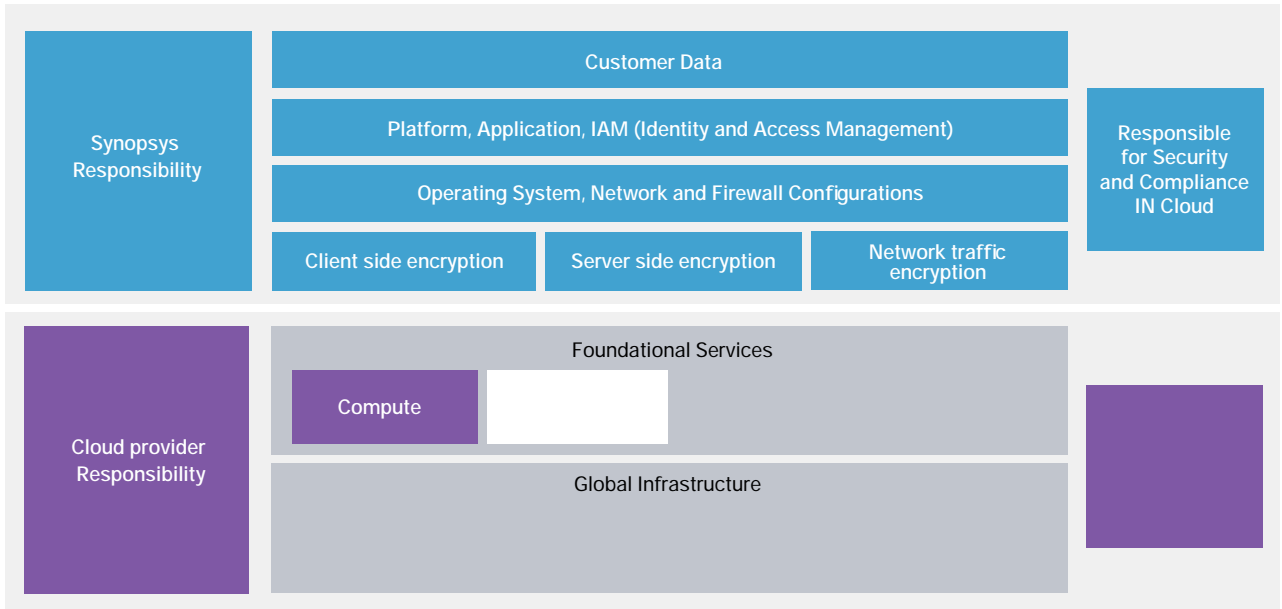 Synopsys
Responsibility
Customer Data
Platform, Application, IAM (Identity and Access Management)
Operating System, Network and Firewall Configurations
Client side encryption
Server side encryption
Network traffic
encryption
Responsible
for Security
and Compliance
IN Cloud
Cloud provider
Responsibility
Foundational Services
Compute
Global Infrastructure